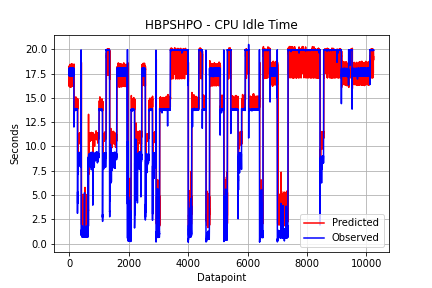 HBPSHPO - CPU Idle Time
20.0
17.5
15.0
12.5
10.0
7.5
5.0
2.5
0.0
Seconds
Predicted
Observed
0 2000 4000 6000 8000 10000
Datapoint